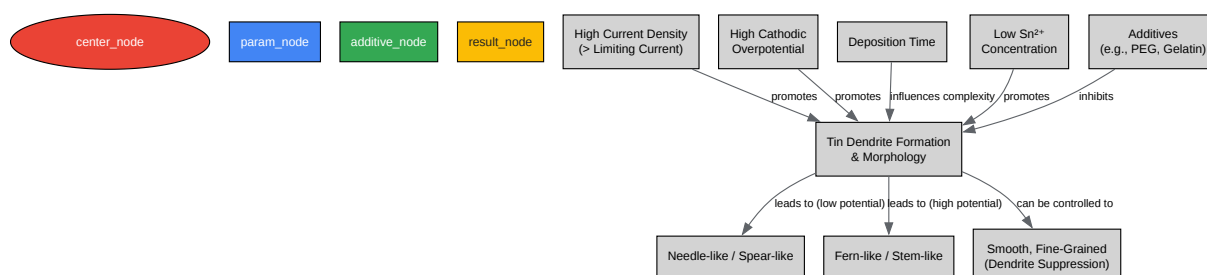 center_node
param_node
additive_node
result_node
High Current Density
(> Limiting Current)
High Cathodic
Overpotential
Deposition Time
Low Sn²⁺
Concentration
Additives
(e.g., PEG, Gelatin)
promotes
promotes
influences complexity
promotes
inhibits
Tin Dendrite Formation
& Morphology
leads to (low potential)
leads to (high potential)
can be controlled to
Needle-like / Spear-like
Fern-like / Stem-like
Smooth, Fine-Grained
(Dendrite Suppression)